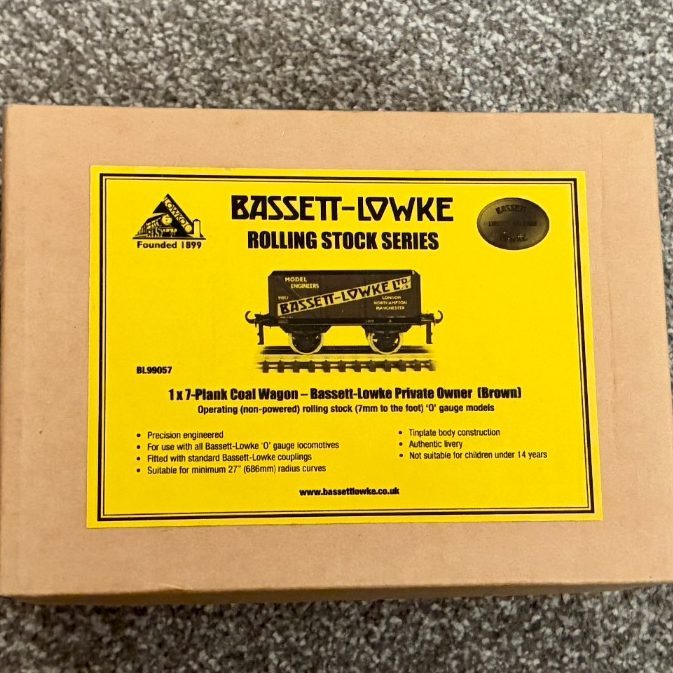 BASSETT-LOWKE
Founded 1899
ROLLING STOCK SERIES
BASSETT
LOWKE
MODEL
ENGINEERS
BASSETT-LOWKE LTD
LONDON
NORTHAMPTON
MANCHESTER
BL99057
1 x 7-Plank Coal Wagon – Bassett-Lowke Private Owner (Brown)
Operating (non-powered) rolling stock (7mm to the foot) 'O' gauge models
• Precision engineered
• For use with all Bassett-Lowke 'O' gauge locomotives
• Fitted with standard Bassett-Lowke couplings
• Suitable for minimum 27" (686mm) radius curves
• Tinplate body construction
• Authentic livery
• Not suitable for children under 14 years
www.bassettlowke.co.uk